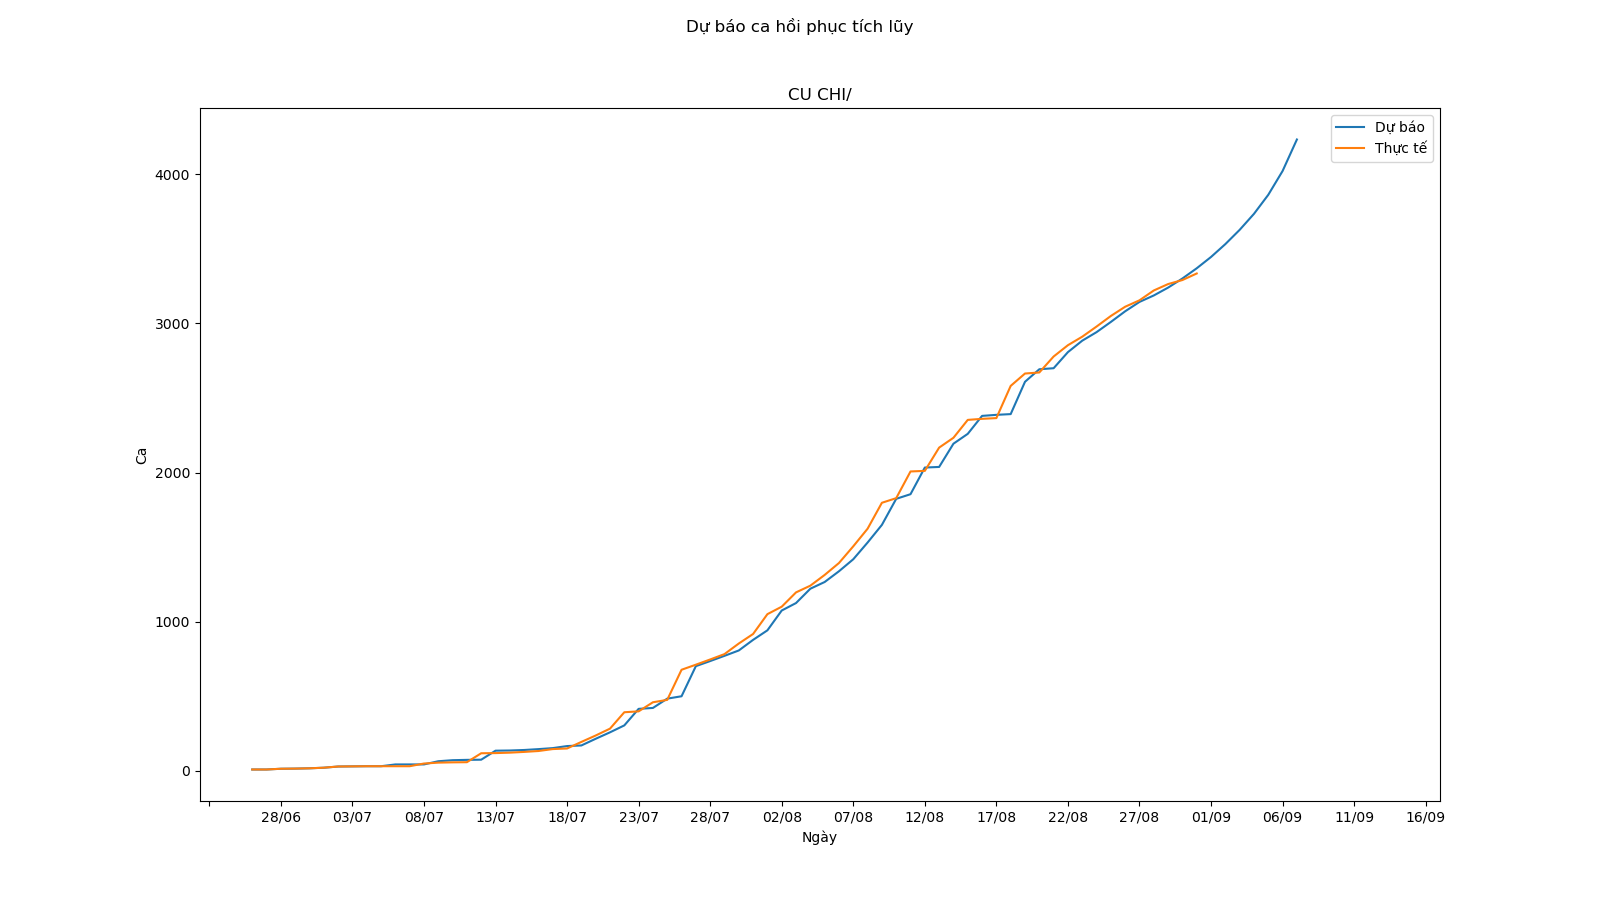 Dự báo ca hồi phục tích lũy
CU CHI/
Dự báo
Thực tế
4000
3000
2000
1000
0
Ca
28/06 03/07 08/07 13/07 18/07 23/07 28/07 02/08 07/08 12/08 17/08 22/08 27/08 01/09 06/09 11/09 16/09
Ngày